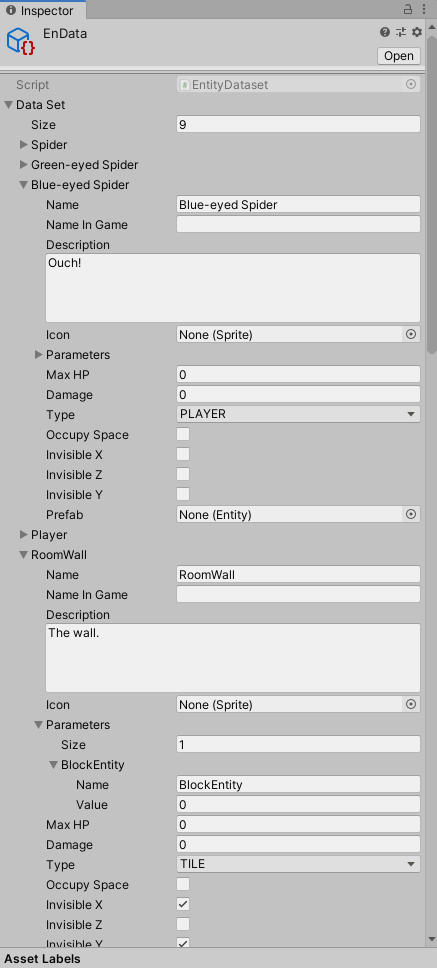 Inspector
EnData
Open
Script EntityDataset
Data Set
Size 9
Spider
Green-eyed Spider
Blue-eyed Spider
Name Blue-eyed Spider
Name In Game
Description
Ouch!
Icon None (Sprite)
Parameters
Max HP 0
Damage 0
Type PLAYER
Occupy Space
Invisible X
Invisible Z
Invisible Y
Prefab None (Entity)
Player
RoomWall
Name RoomWall
Name In Game
Description
The wall.
Icon None (Sprite)
Parameters
Size 1
BlockEntity
Name BlockEntity
Value 0
Max HP 0
Damage 0
Type TILE
Occupy Space
Invisible X
Invisible Z
Invisible Y
Asset Labels